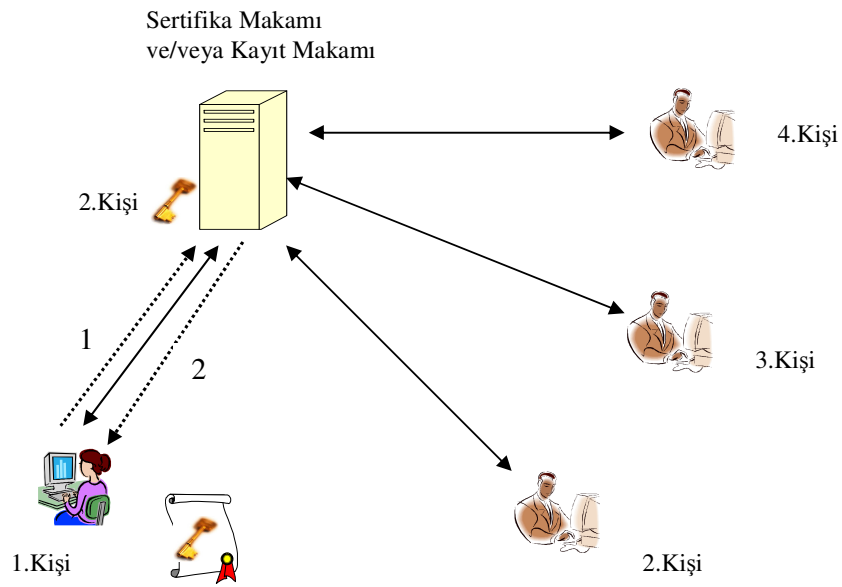 Sertifika Makamı
ve/veya Kayıt Makamı
4.Kişi
2.Kişi
1
2
3.Kişi
1.Kişi
2.Kişi